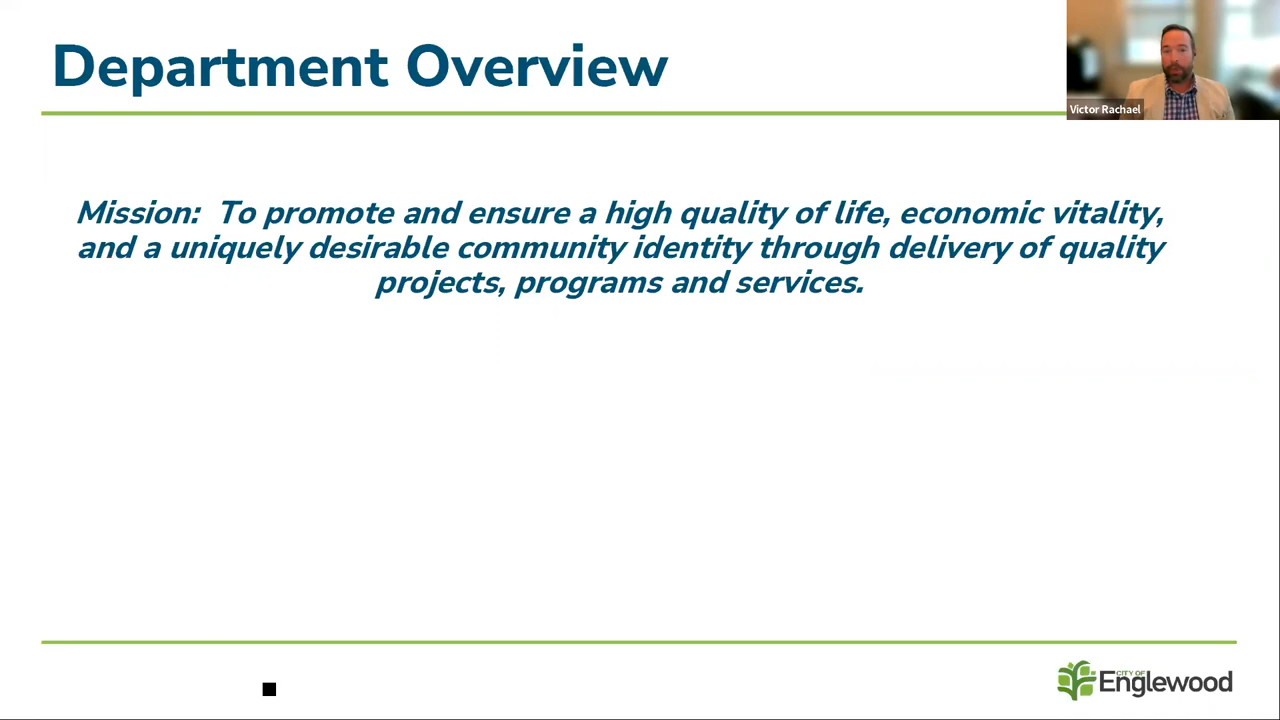 Department Overview
Victor Rachael
Mission:  To promote and ensure a high quality of life, economic vitality,
and a uniquely desirable community identity through delivery of quality
projects, programs and services.
CITY OF
Englewood